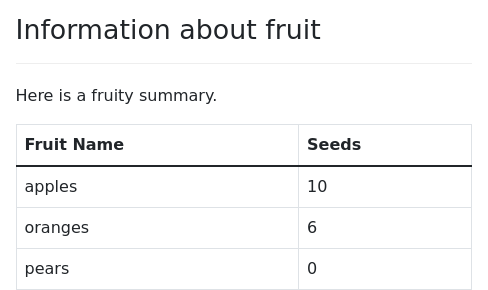 Information about fruit
Here is a fruity summary.
Fruit Name Seeds
apples 10
oranges 6
pears 0